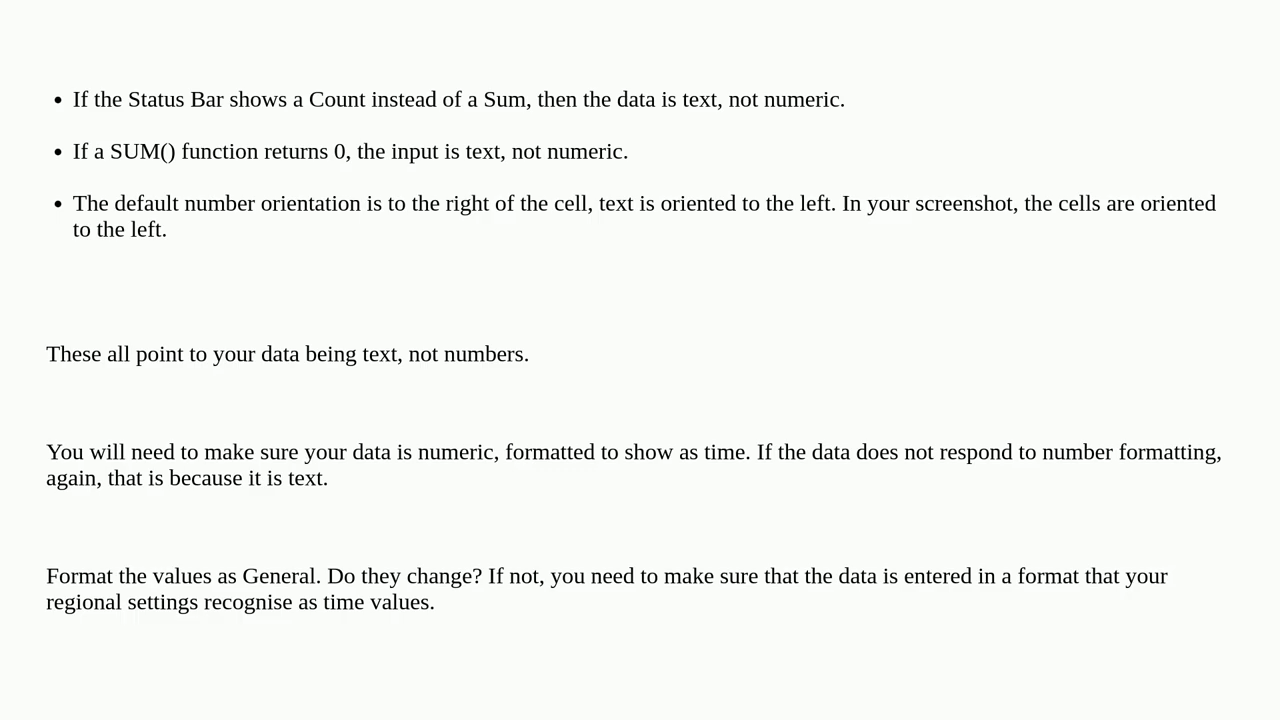 • If the Status Bar shows a Count instead of a Sum, then the data is text, not numeric.
• If a SUM() function returns 0, the input is text, not numeric.
• The default number orientation is to the right of the cell, text is oriented to the left. In your screenshot, the cells are oriented
to the left.
These all point to your data being text, not numbers.
You will need to make sure your data is numeric, formatted to show as time. If the data does not respond to number formatting,
again, that is because it is text.
Format the values as General. Do they change? If not, you need to make sure that the data is entered in a format that your
regional settings recognise as time values.